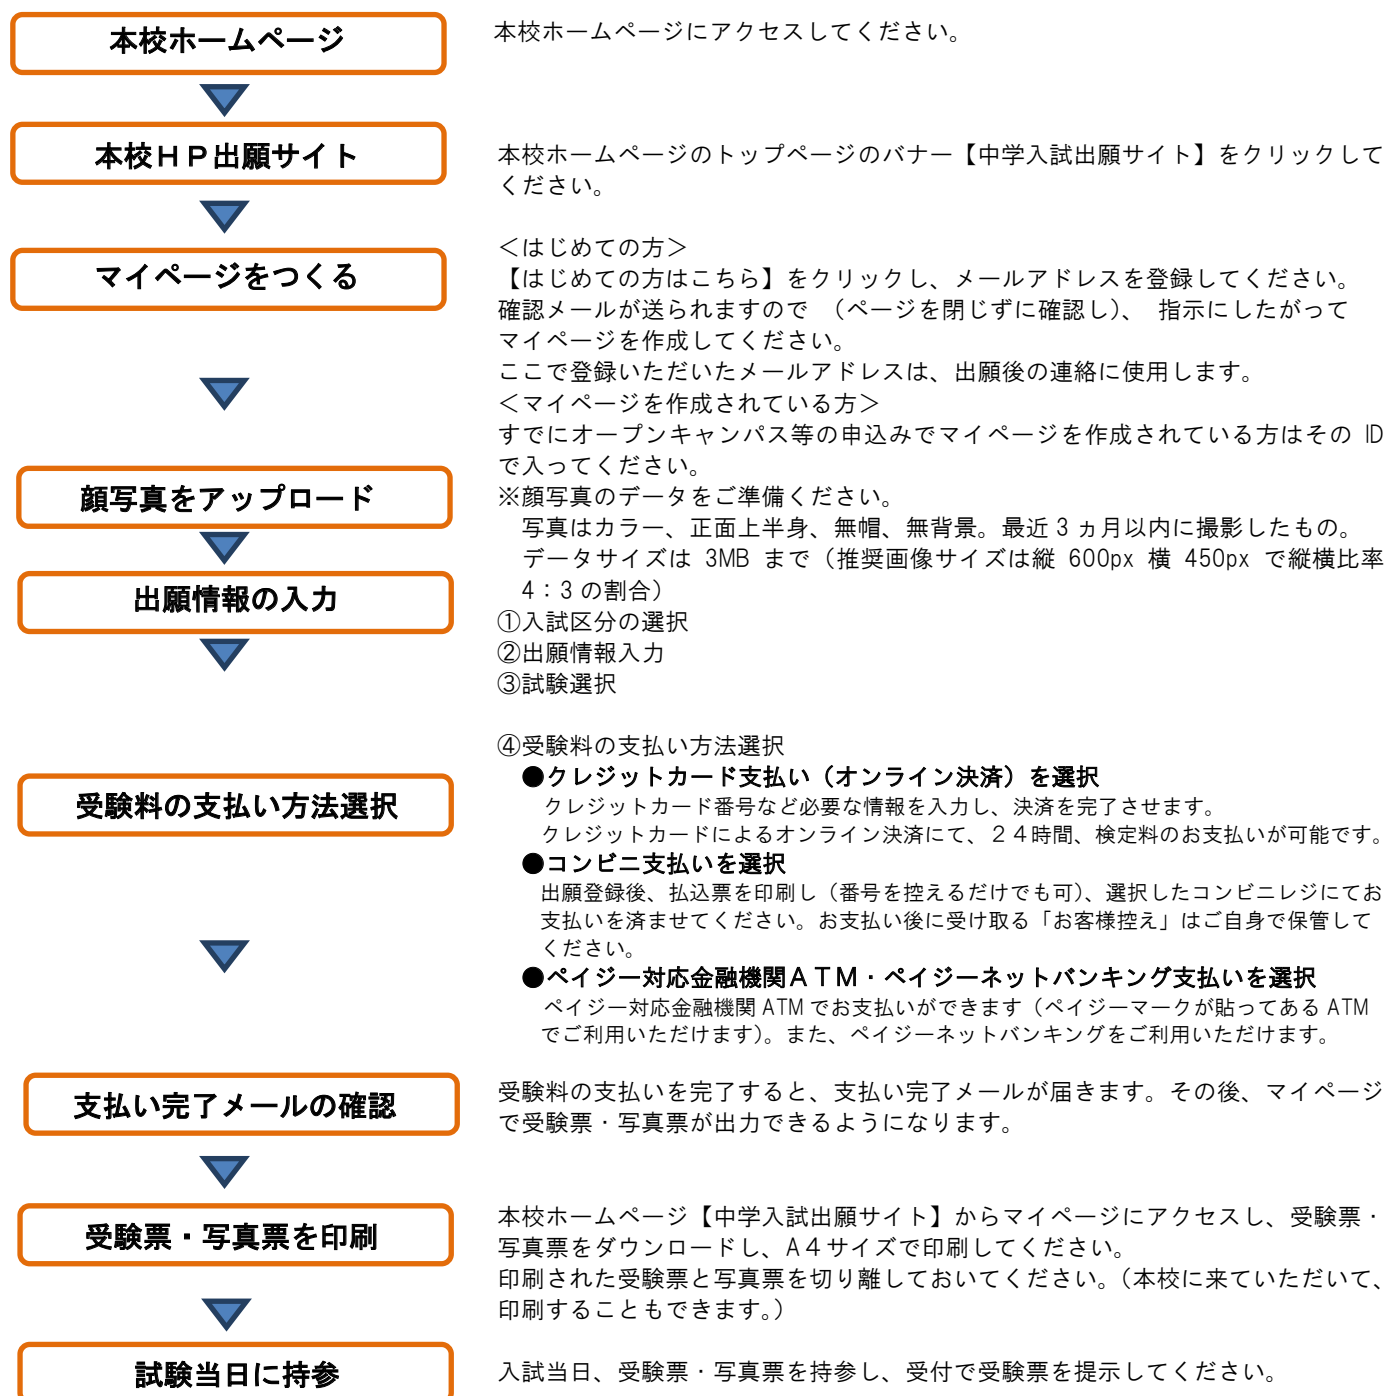 本校ホームページ
本校ホームページにアクセスしてください。
本校HP出願サイト
本校ホームページのトップページのバナー【中学入試出願サイト】をクリックして
ください。
マイページをつくる
＜はじめての方＞
【はじめての方はこちら】をクリックし、メールアドレスを登録してください。
確認メールが送られますので （ページを閉じずに確認し）、 指示にしたがって
マイページを作成してください。
ここで登録いただいたメールアドレスは、出願後の連絡に使用します。
＜マイページを作成されている方＞
すでにオープンキャンパス等の申込みでマイページを作成されている方はその ID
で入ってください。
顔写真をアップロード
※顔写真のデータをご準備ください。
写真はカラー、正面上半身、無帽、無背景。最近 3 ヵ月以内に撮影したもの。
データサイズは 3MB まで（推奨画像サイズは縦 600px 横 450px で縦横比率
4：3 の割合）
出願情報の入力
①入試区分の選択
②出願情報入力
③試験選択
受験料の支払い方法選択
④受験料の支払い方法選択
●クレジットカード支払い（オンライン決済）を選択
クレジットカード番号など必要な情報を入力し、決済を完了させます。
クレジットカードによるオンライン決済にて、２４時間、検定料のお支払いが可能です。
●コンビニ支払いを選択
出願登録後、払込票を印刷し（番号を控えるだけでも可）、選択したコンビニレジにてお
支払いを済ませてください。お支払い後に受け取る「お客様控え」はご自身で保管して
ください。
●ペイジー対応金融機関ＡＴＭ・ペイジーネットバンキング支払いを選択
ペイジー対応金融機関 ATM でお支払いができます（ペイジーマークが貼ってある ATM
でご利用いただけます）。また、ペイジーネットバンキングをご利用いただけます。
支払い完了メールの確認
受験料の支払いを完了すると、支払い完了メールが届きます。その後、マイページ
で受験票・写真票が出力できるようになります。
受験票・写真票を印刷
本校ホームページ【中学入試出願サイト】からマイページにアクセスし、受験票・
写真票をダウンロードし、A４サイズで印刷してください。
印刷された受験票と写真票を切り離しておいてください。（本校に来ていただいて、
印刷することもできます。）
試験当日に持参
入試当日、受験票・写真票を持参し、受付で受験票を提示してください。